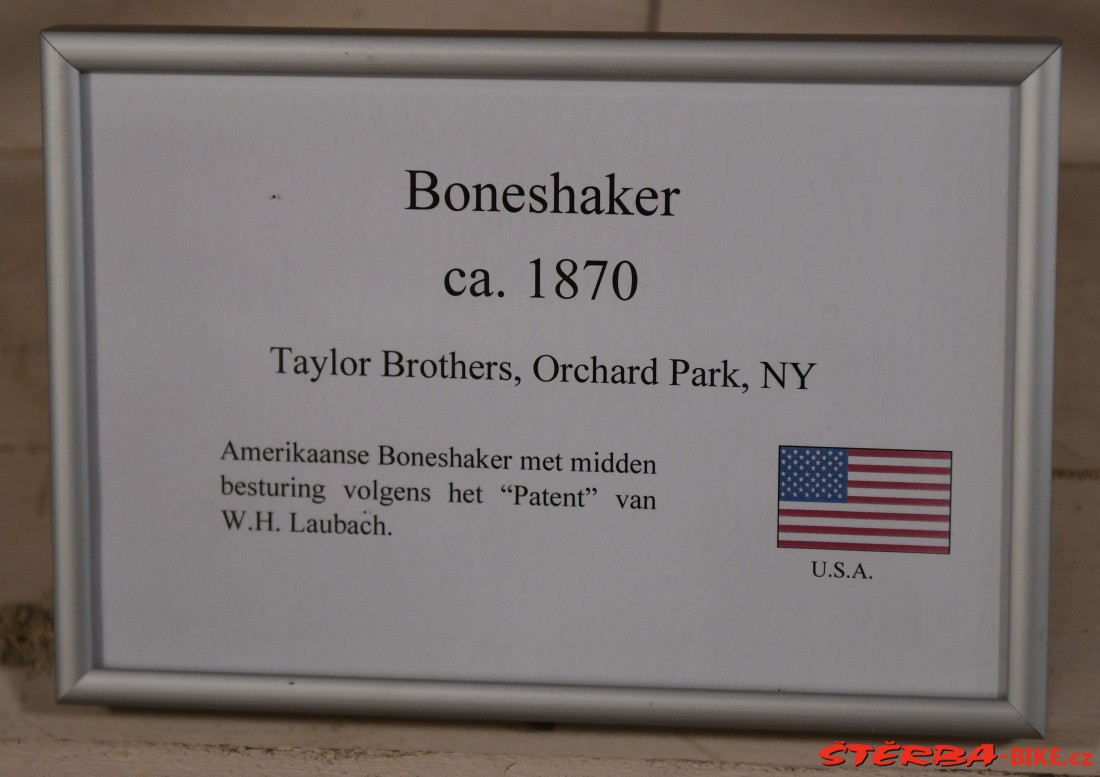 Boneshaker
ca. 1870
Taylor Brothers, Orchard Park, NY
Amerikaanse Boneshaker met midden
besturing volgens het “Patent” van
W.H. Laubach.
U.S.A.
ŠTĚRBA-BIKE.cz